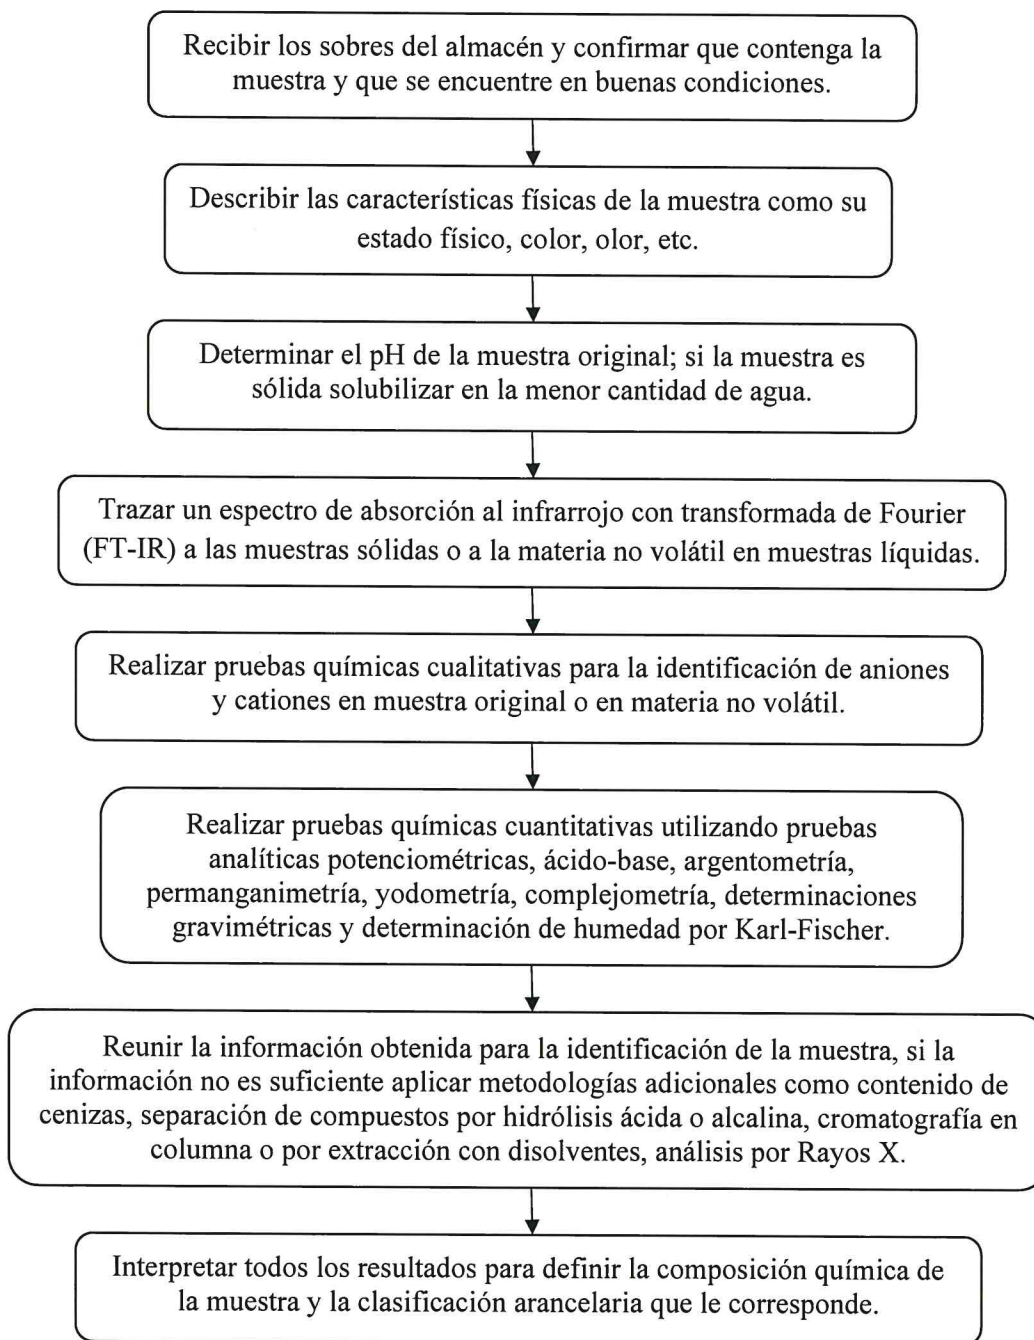 Recibir los sobres del almacén y confirmar que contenga la
muestra y que se encuentre en buenas condiciones.
Describir las características físicas de la muestra como su
estado físico, color, olor, etc.
Determinar el pH de la muestra original; si la muestra es
sólida solubilizar en la menor cantidad de agua.
Trazar un espectro de absorción al infrarrojo con transformada de Fourier
(FT-IR) a las muestras sólidas o a la materia no volátil en muestras líquidas.
Realizar pruebas químicas cualitativas para la identificación de aniones
y cationes en muestra original o en materia no volátil.
Realizar pruebas químicas cuantitativas utilizando pruebas
analíticas potenciométricas, ácido-base, argentometría,
permanganimetría, yodometría, complejometría, determinaciones
gravimétricas y determinación de humedad por Karl-Fischer.
Reunir la información obtenida para la identificación de la muestra, si la
información no es suficiente aplicar metodologías adicionales como contenido de
cenizas, separación de compuestos por hidrólisis ácida o alcalina, cromatografía en
columna o por extracción con disolventes, análisis por Rayos X.
Interpretar todos los resultados para definir la composición química de
la muestra y la clasificación arancelaria que le corresponde.